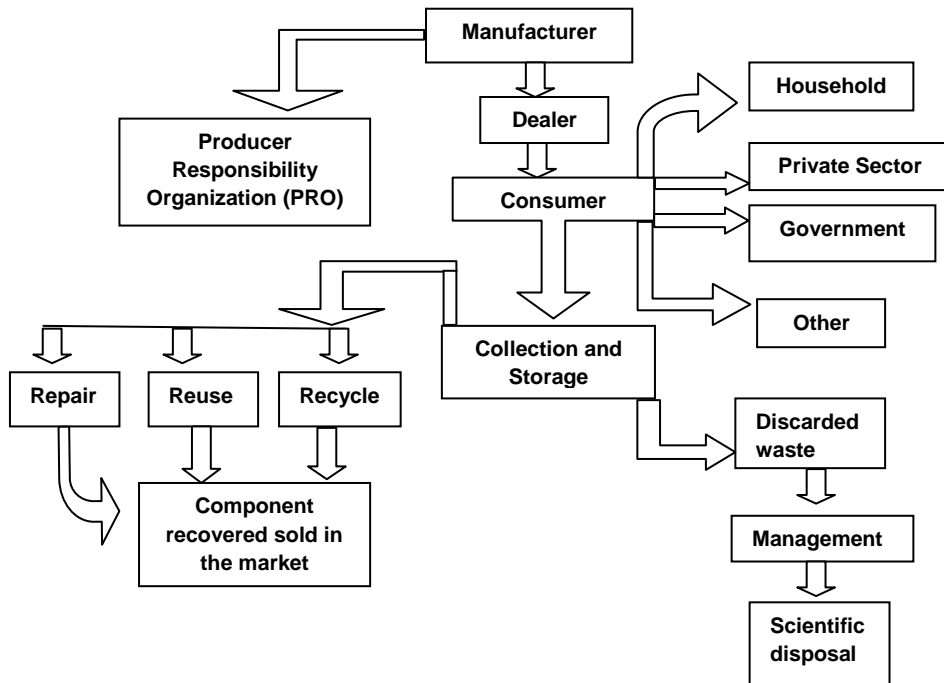 Manufacturer
Household
Dealer
Producer
Responsibility
Organization (PRO)
Private Sector
Consumer
Government
Other
Collection and
Storage
Repair
Reuse
Recycle
Discarded
waste
Component
recovered sold in
the market
Management
Scientific
disposal